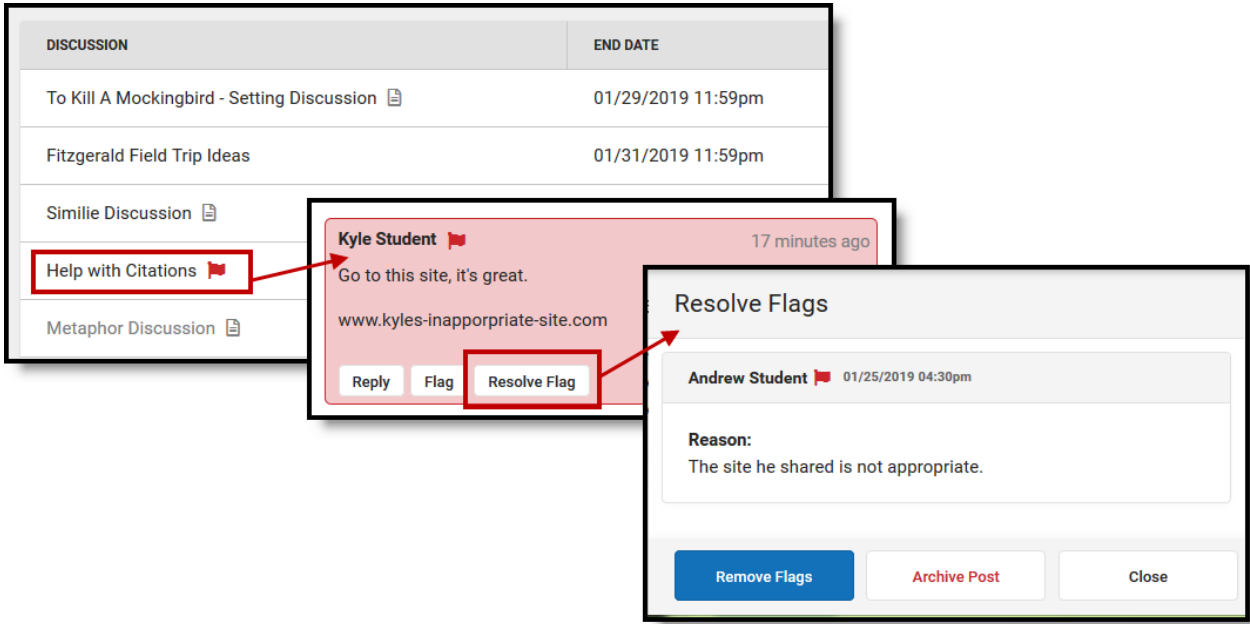 DISCUSSION END DATE
To Kill A Mockingbird - Setting Discussion 01/29/2019 11:59pm
Fitzgerald Field Trip Ideas 01/31/2019 11:59pm
Similie Discussion
Help with Citations
Metaphor Discussion
Kyle Student 17 minutes ago
Go to this site, it's great.
www.kyles-inapporpriate-site.com
Reply Flag Resolve Flag
Resolve Flags
Andrew Student 01/25/2019 04:30pm
Reason:
The site he shared is not appropriate.
Remove Flags Archive Post Close